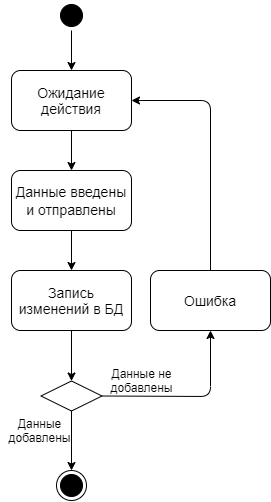 Ожидание
действия
Данные введены
и отправлены
Запись
изменений в БД
Ошибка
Данные не
добавлены
Данные
добавлены